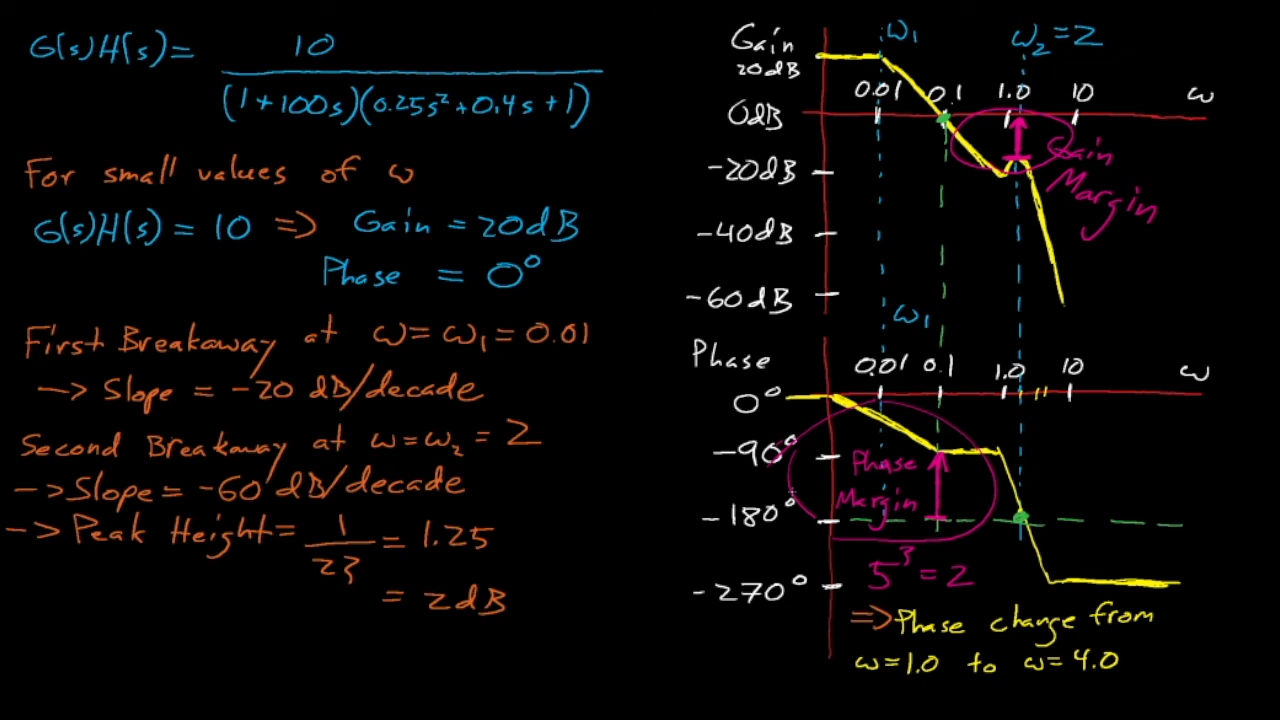 G(s)H(s) = 10
(1+100s)(0.25s²+0.4s+1)
For small values of ω
G(s)H(s) = 10 => Gain = 20dB
Phase = 0°
First Breakaway at ω = ω₁ = 0.01
-> Slope = -20 dB/decade
Second Breakaway at ω = ω₂ = 2
-> Slope = -60 dB/decade
-> Peak Height = 1/2ζ = 1.25
= 2dB
Gain
ω₁
ω₂=2
20dB
0.01 0.1 1.0 10 ω
0dB
-20dB
Gain
Margin
-40dB
-60dB
ω₁
Phase
0.01 0.1 1.0 10 ω
0°
-90°
Phase
Margin
-180°
5³=2
-270°
=> Phase change from
ω=1.0 to ω=4.0